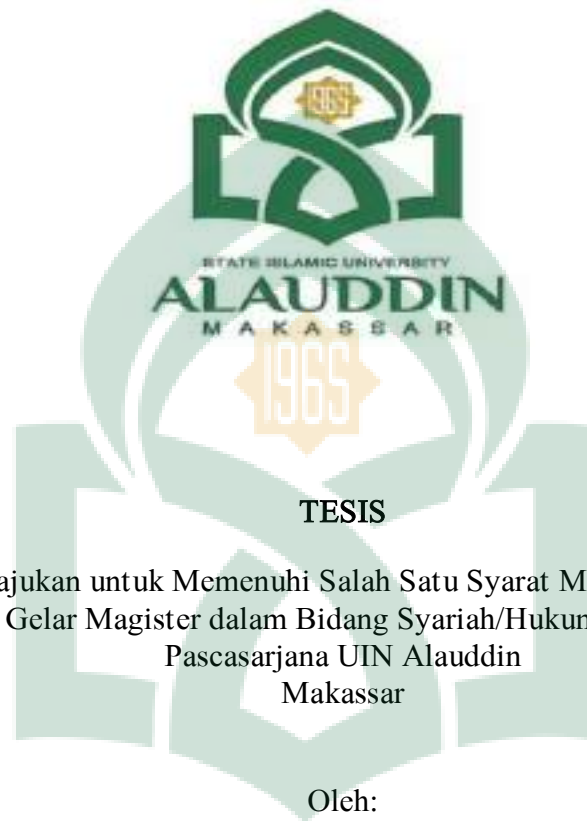 1965
STATE ISLAMIC UNIVERSITY
ALAUDDIN
MAKASSAR
1965
TESIS
ajukan untuk Memenuhi Salah Satu Syarat M
Gelar Magister dalam Bidang Syariah/Hukum
Pascasarjana UIN Alauddin
Makassar
Oleh: